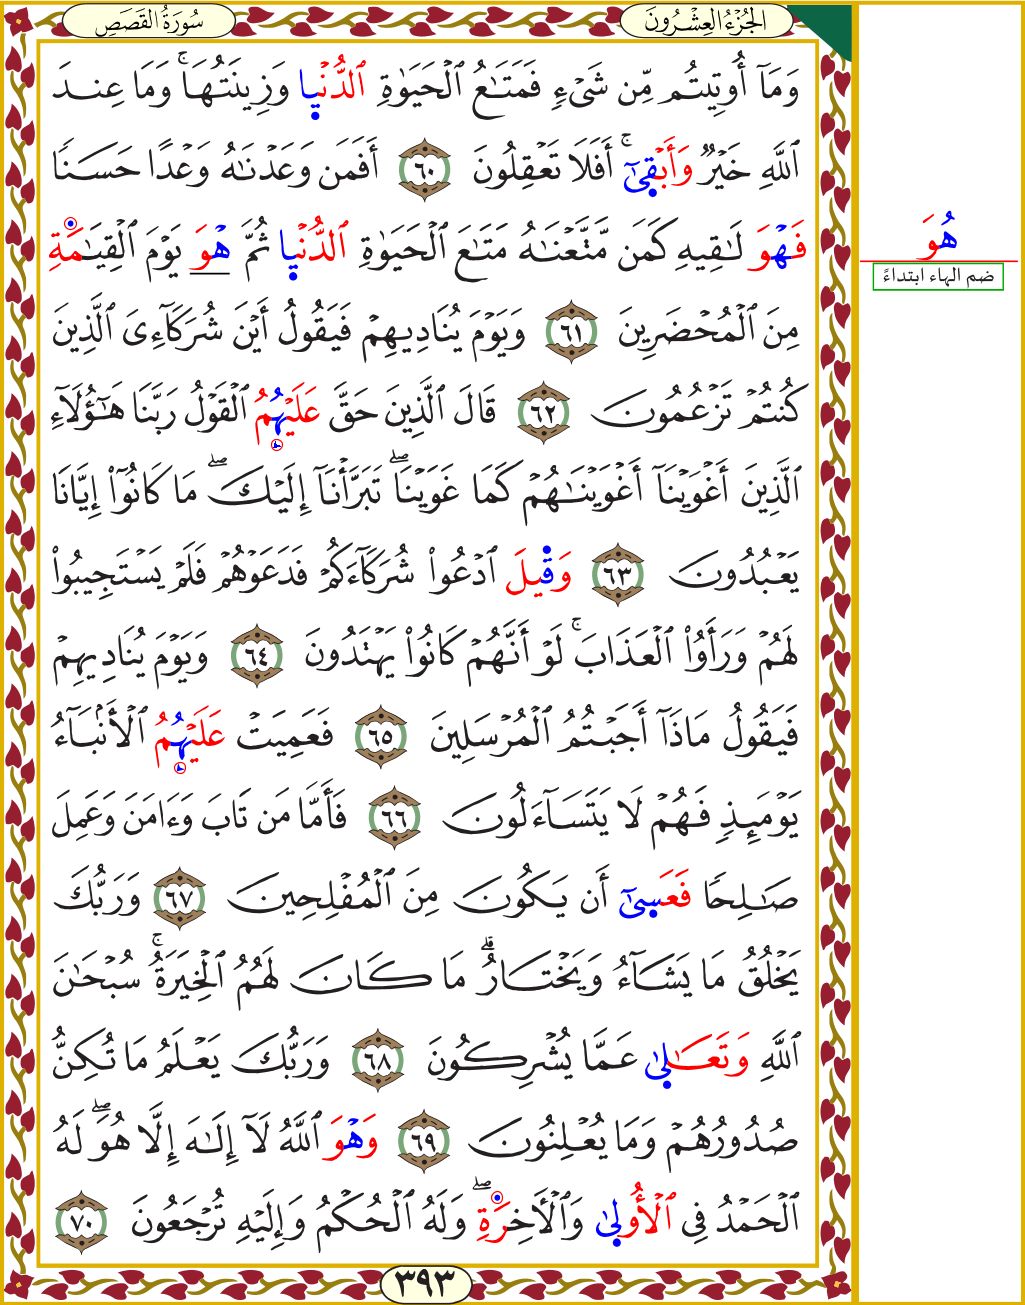 سُورَةُ القَصَصِ
الجُزْءُ العِشْرُونَ
وَمَآ أُوتِيتُم مِّن شَىْءٍ فَمَتَٰعُ ٱلْحَيَوٰةِ ٱلدُّنْيٜا وَزِينَتُهَاۚ وَمَا عِندَ
ٱللَّهِ خَيْرٌ وَأَبْقٜىٰٓۚ أَفَلَا تَعْقِلُونَ ٦٠ أَفَمَن وَعَدْنَٰهُ وَعْدًا حَسَنًا
فَهْوَ لَٰقِيهِ كَمَن مَّتَّعْنَٰهُ مَتَٰعَ ٱلْحَيَوٰةِ ٱلدُّنْيٜا ثُمَّ هْوَ يَوْمَ ٱلْقِيَٰمَةِ
مِنَ ٱلْمُحْضَرِينَ ٦١ وَيَوْمَ يُنَادِيهِمْ فَيَقُولُ أَيْنَ شُرَكَآءِىَ ٱلَّذِينَ
كُنتُمْ تَزْعُمُونَ ٦٢ قَالَ ٱلَّذِينَ حَقَّ عَلَيْهُمُ ٱلْقَوْلُ رَبَّنَا هَٰٓؤُلَآءِ
ٱلَّذِينَ أَغْوَيْنَآ أَغْوَيْنَٰهُمْ كَمَا غَوَيْنَاۖ تَبَرَّأْنَآ إِلَيْكَۖ مَا كَانُوٓا۟ إِيَّانَا
يَعْبُدُونَ ٦٣ وَقِيلَ ٱدْعُوا۟ شُرَكَآءَكُمْ فَدَعَوْهُمْ فَلَمْ يَسْتَجِيبُوا۟
لَهُمْ وَرَأَوُا۟ ٱلْعَذَابَۚ لَوْ أَنَّهُمْ كَانُوا۟ يَهْتَدُونَ ٦٤ وَيَوْمَ يُنَادِيهِمْ
فَيَقُولُ مَاذَآ أَجَبْتُمُ ٱلْمُرْسَلِينَ ٦٥ فَعَمِيَتْ عَلَيْهُمُ ٱلْأَنۢبَآءُ
يَوْمَئِذٍ فَهُمْ لَا يَتَسَآءَلُونَ ٦٦ فَأَمَّا مَن تَابَ وَءَامَنَ وَعَمِلَ
صَٰلِحًا فَعَسٜىٰٓ أَن يَكُونَ مِنَ ٱلْمُفْلِحِينَ ٦٧ وَرَبُّكَ
يَخْلُقُ مَا يَشَآءُ وَيَخْتَارُۗ مَا كَانَ لَهُمُ ٱلْخِيَرَةُۚ سُبْحَٰنَ
ٱللَّهِ وَتَعَٰلٜىٰ عَمَّا يُشْرِكُونَ ٦٨ وَرَبُّكَ يَعْلَمُ مَا تُكِنُّ
صُدُورُهُمْ وَمَا يُعْلِنُونَ ٦٩ وَهْوَ ٱللَّهُ لَآ إِلَٰهَ إِلَّا هُوَۖ لَهُ
ٱلْحَمْدُ فِى ٱلْأُولٜىٰ وَٱلْأَخِرَةِۖ وَلَهُ ٱلْحُكْمُ وَإِلَيْهِ تُرْجَعُونَ ٧٠
٣٩٣
هُوَ
ضم الهاء ابتداءً